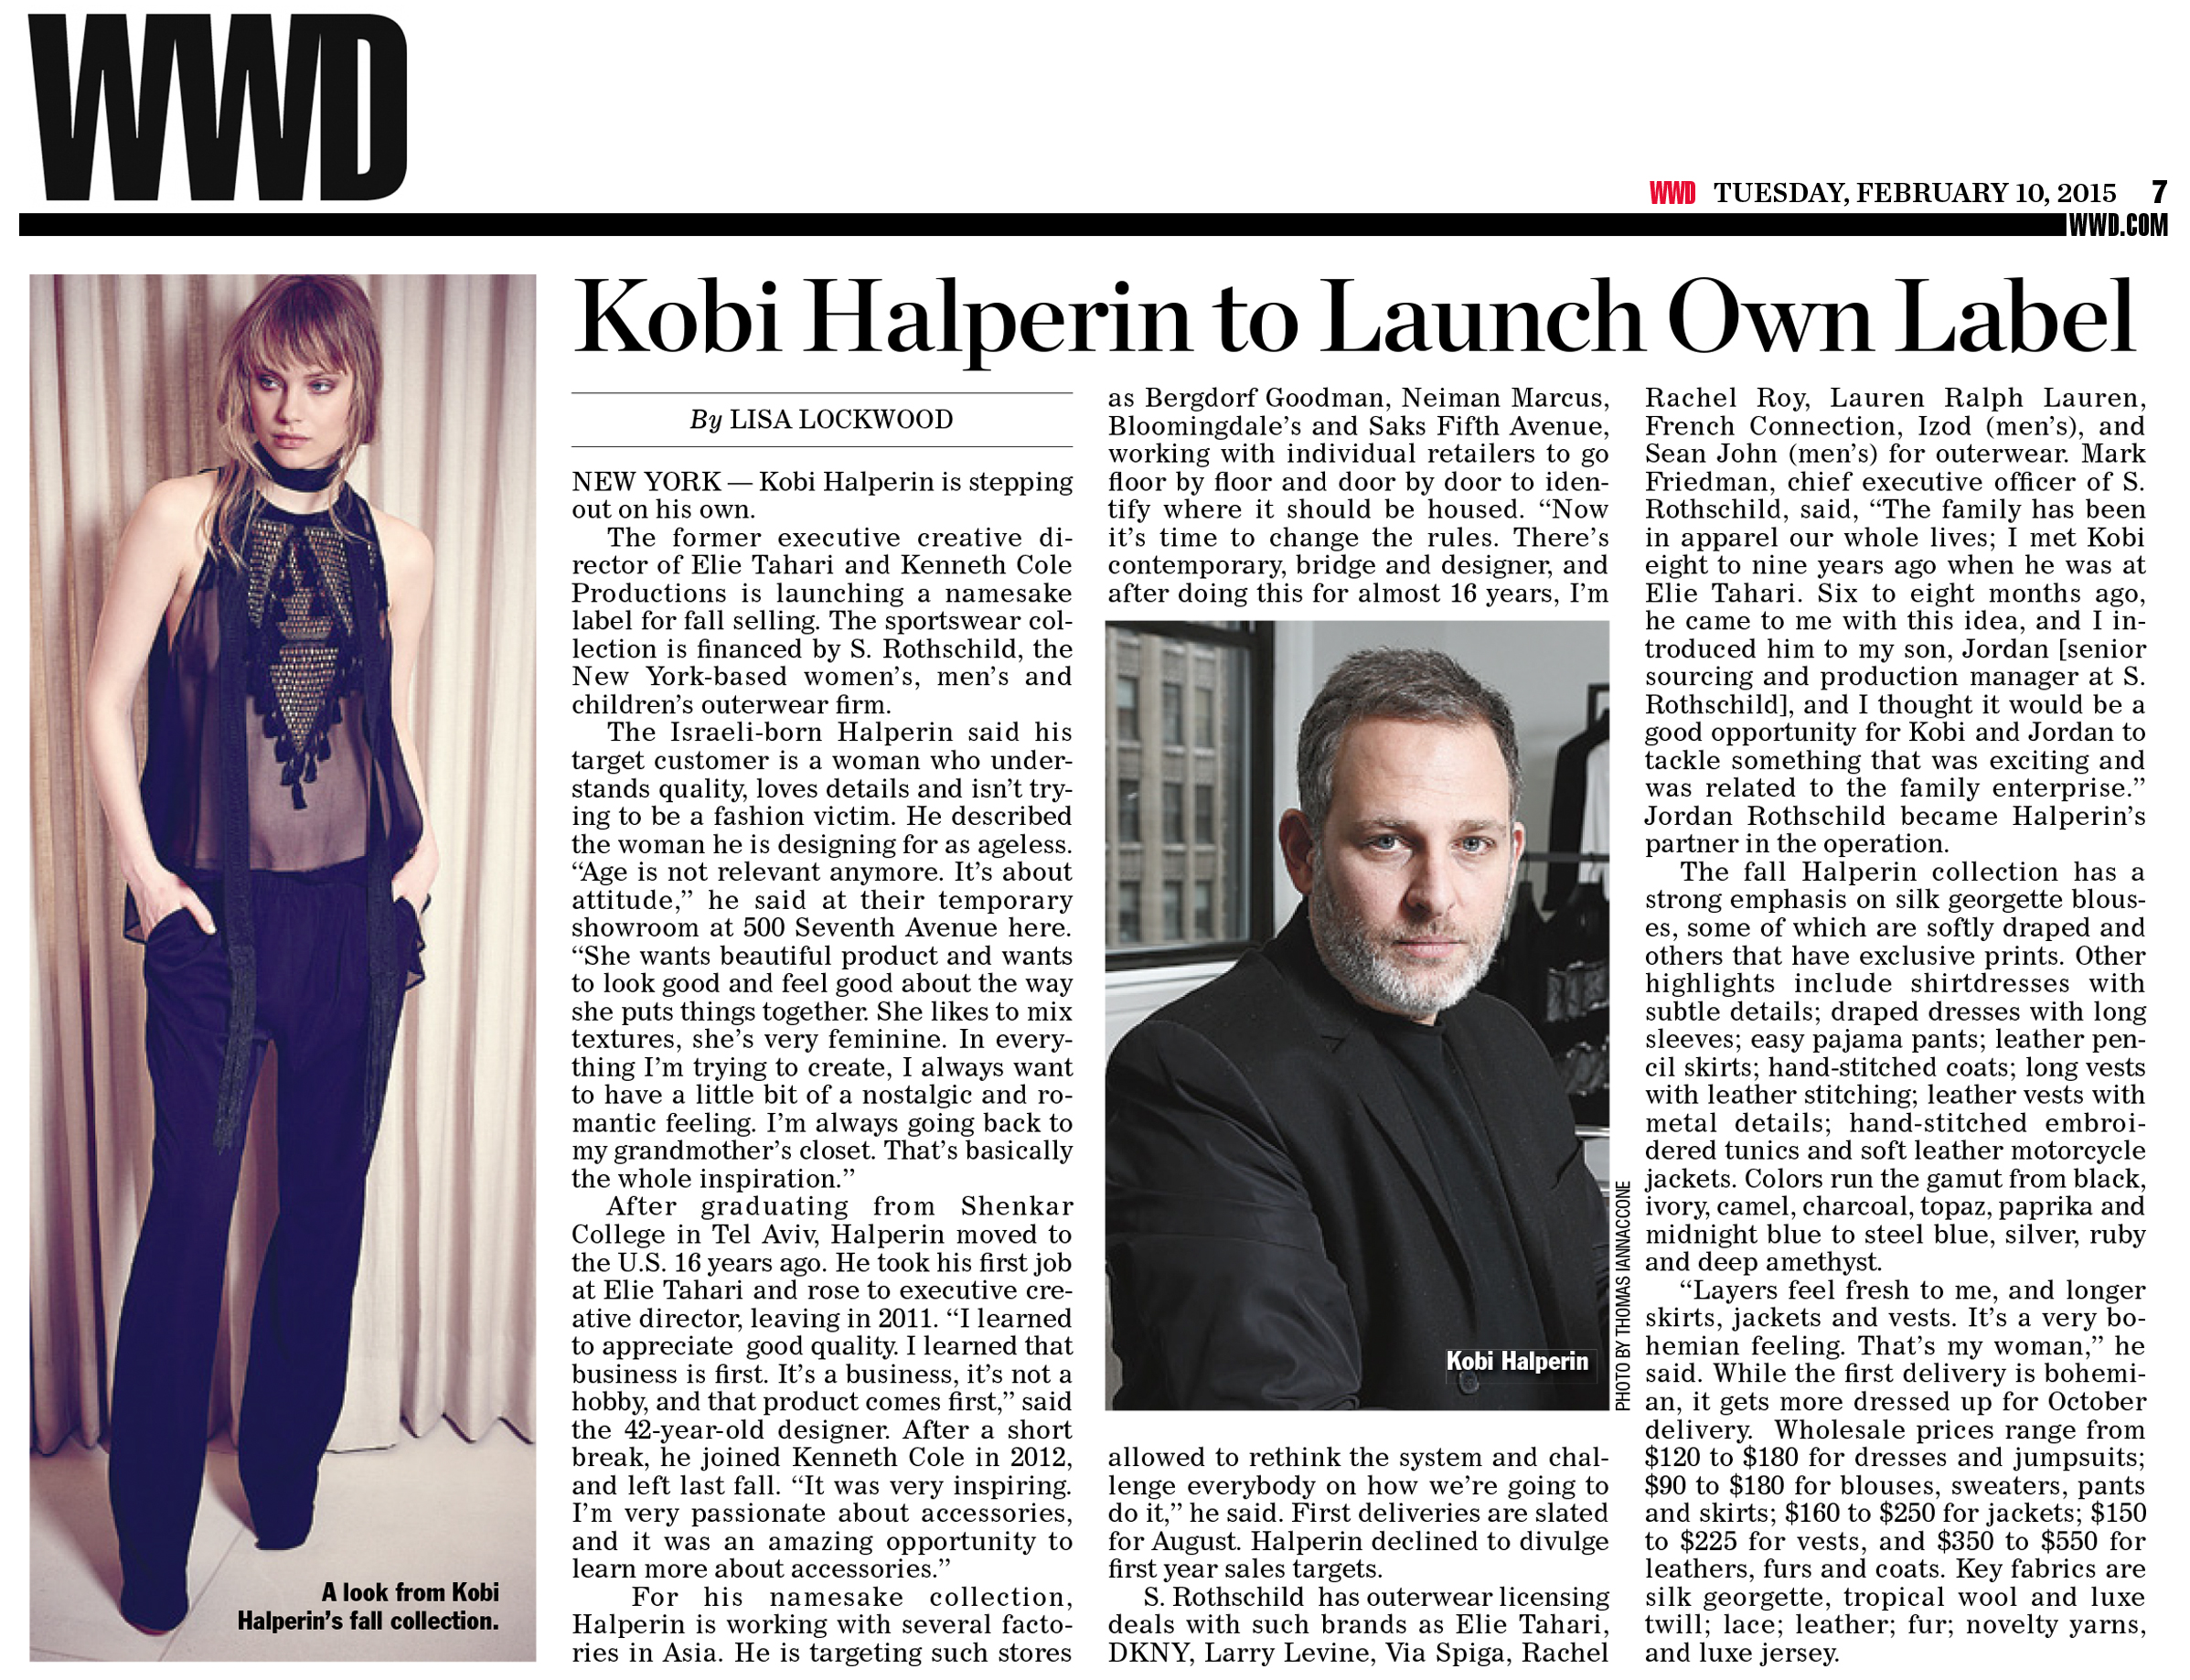 WWD
WWD TUESDAY, FEBRUARY 10, 2015 7
WWD.COM
Kobi Halperin to Launch Own Label
By LISA LOCKWOOD
NEW YORK — Kobi Halperin is stepping
out on his own.
The former executive creative di-
rector of Elie Tahari and Kenneth Cole
Productions is launching a namesake
label for fall selling. The sportswear col-
lection is financed by S. Rothschild, the
New York-based women's, men's and
children's outerwear firm.
The Israeli-born Halperin said his
target customer is a woman who under-
stands quality, loves details and isn't try-
ing to be a fashion victim. He described
the woman he is designing for as ageless.
“Age is not relevant anymore. It's about
attitude,” he said at their temporary
showroom at 500 Seventh Avenue here.
“She wants beautiful product and wants
to look good and feel good about the way
she puts things together. She likes to mix
textures, she's very feminine. In every-
thing I'm trying to create, I always want
to have a little bit of a nostalgic and ro-
mantic feeling. I'm always going back to
my grandmother's closet. That's basically
the whole inspiration.”
After graduating from Shenkar
College in Tel Aviv, Halperin moved to
the U.S. 16 years ago. He took his first job
at Elie Tahari and rose to executive cre-
ative director, leaving in 2011. “I learned
to appreciate good quality. I learned that
business is first. It's a business, it's not a
hobby, and that product comes first,” said
the 42-year-old designer. After a short
break, he joined Kenneth Cole in 2012,
and left last fall. “It was very inspiring.
I'm very passionate about accessories,
and it was an amazing opportunity to
learn more about accessories.”
For his namesake collection,
Halperin is working with several facto-
ries in Asia. He is targeting such stores
as Bergdorf Goodman, Neiman Marcus,
Bloomingdale's and Saks Fifth Avenue,
working with individual retailers to go
floor by floor and door by door to iden-
tify where it should be housed. “Now
it's time to change the rules. There's
contemporary, bridge and designer, and
after doing this for almost 16 years, I'm
allowed to rethink the system and chal-
lenge everybody on how we're going to
do it,” he said. First deliveries are slated
for August. Halperin declined to divulge
first year sales targets.
S. Rothschild has outerwear licensing
deals with such brands as Elie Tahari,
DKNY, Larry Levine, Via Spiga, Rachel
Rachel Roy, Lauren Ralph Lauren,
French Connection, Izod (men's), and
Sean John (men's) for outerwear. Mark
Friedman, chief executive officer of S.
Rothschild, said, “The family has been
in apparel our whole lives; I met Kobi
eight to nine years ago when he was at
Elie Tahari. Six to eight months ago,
he came to me with this idea, and I in-
troduced him to my son, Jordan [senior
sourcing and production manager at S.
Rothschild], and I thought it would be a
good opportunity for Kobi and Jordan to
tackle something that was exciting and
was related to the family enterprise.”
Jordan Rothschild became Halperin's
partner in the operation.
The fall Halperin collection has a
strong emphasis on silk georgette blous-
es, some of which are softly draped and
others that have exclusive prints. Other
highlights include shirtdresses with
subtle details; draped dresses with long
sleeves; easy pajama pants; leather pen-
cil skirts; hand-stitched coats; long vests
with leather stitching; leather vests with
metal details; hand-stitched embroi-
dered tunics and soft leather motorcycle
jackets. Colors run the gamut from black,
ivory, camel, charcoal, topaz, paprika and
midnight blue to steel blue, silver, ruby
and deep amethyst.
“Layers feel fresh to me, and longer
skirts, jackets and vests. It's a very bo-
hemian feeling. That's my woman,” he
said. While the first delivery is bohemi-
an, it gets more dressed up for October
delivery. Wholesale prices range from
$120 to $180 for dresses and jumpsuits;
$90 to $180 for blouses, sweaters, pants
and skirts; $160 to $250 for jackets; $150
to $225 for vests, and $350 to $550 for
leathers, furs and coats. Key fabrics are
silk georgette, tropical wool and luxe
twill; lace; leather; fur; novelty yarns,
and luxe jersey.
A look from Kobi
Halperin's fall collection.
Kobi Halperin
PHOTO BY THOMAS IANNACCONE